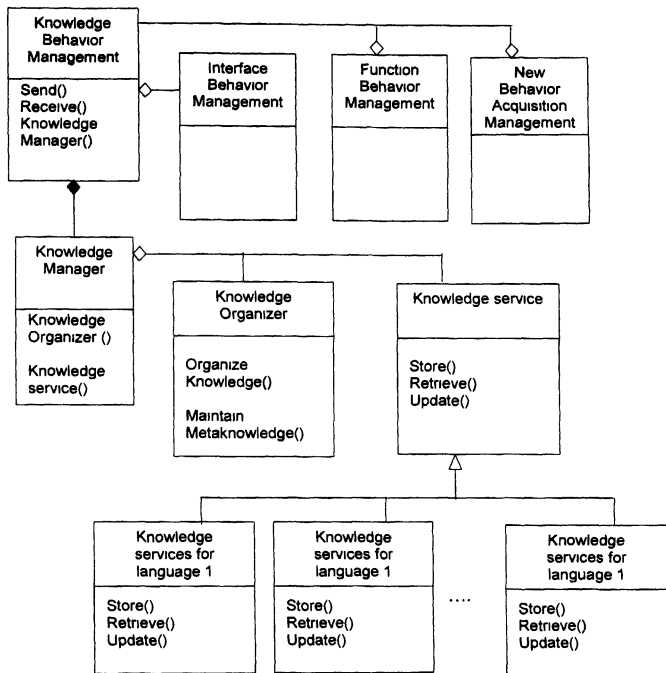 Knowledge
Behavior
Management
Send()
Receive()
Knowledge
Manager()
Interface
Behavior
Management
Function
Behavior
Management
New
Behavior
Acquisition
Management
Knowledge
Manager
Knowledge
Organizer ()
Knowledge
service()
Knowledge
Organizer
Organize
Knowledge()
Maintain
Metaknowledge()
Knowledge service
Store()
Retrieve()
Update()
Knowledge
services for
language 1
Store()
Retrieve()
Update()
Knowledge
services for
language 1
Store()
Retrieve()
Update()
....
Knowledge
services for
language 1
Store()
Retrieve()
Update()